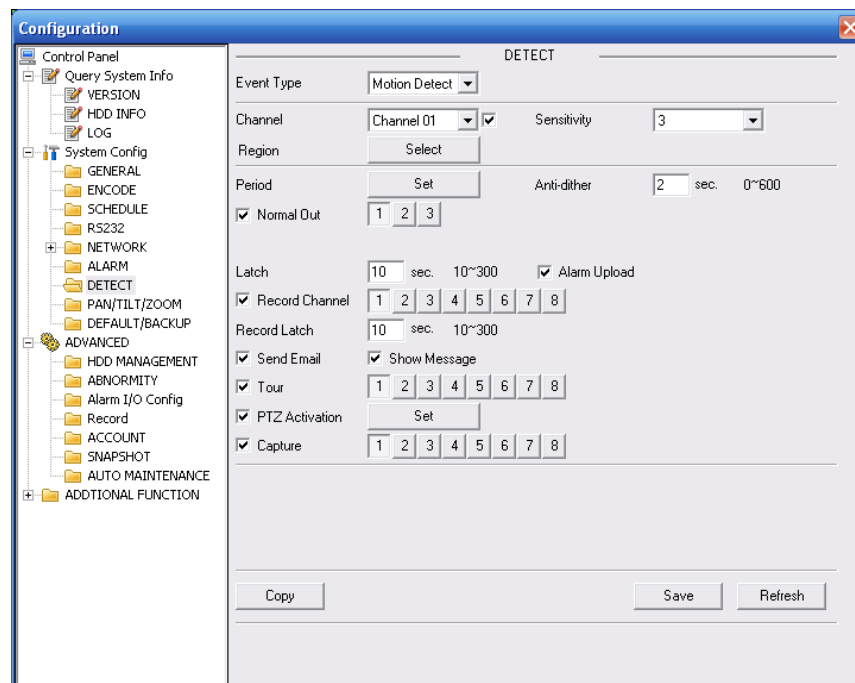 Configuration
Control Panel
Query System Info
VERSION
HDD INFO
LOG
System Config
GENERAL
ENCODE
SCHEDULE
RS232
NETWORK
ALARM
DETECT
PAN/TILT/ZOOM
DEFAULT/BACKUP
ADVANCED
HDD MANAGEMENT
ABNORMITY
Alarm I/O Config
Record
ACCOUNT
SNAPSHOT
AUTO MAINTENANCE
ADDTIONAL FUNCTION
DETECT
Event Type Motion Detect
Channel Channel 01 Sensitivity 3
Region Select
Period Set Anti-dither 2 sec. 0~600
Normal Out 1 2 3
Latch 10 sec. 10~300 Alarm Upload
Record Channel 1 2 3 4 5 6 7 8
Record Latch 10 sec. 10~300
Send Email Show Message
Tour 1 2 3 4 5 6 7 8
PTZ Activation Set
Capture 1 2 3 4 5 6 7 8
Copy Save Refresh